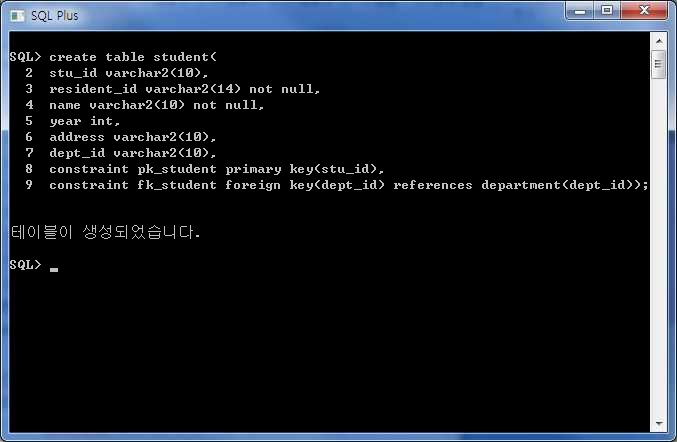 SQL Plus
SQL> create table student(
2 stu_id varchar2(10),
3 resident_id varchar2(14) not null,
4 name varchar2(10) not null,
5 year int,
6 address varchar2(10),
7 dept_id varchar2(10),
8 constraint pk_student primary key(stu_id),
9 constraint fk_student foreign key(dept_id) references department(dept_id));
테이블이 생성되었습니다.
SQL>